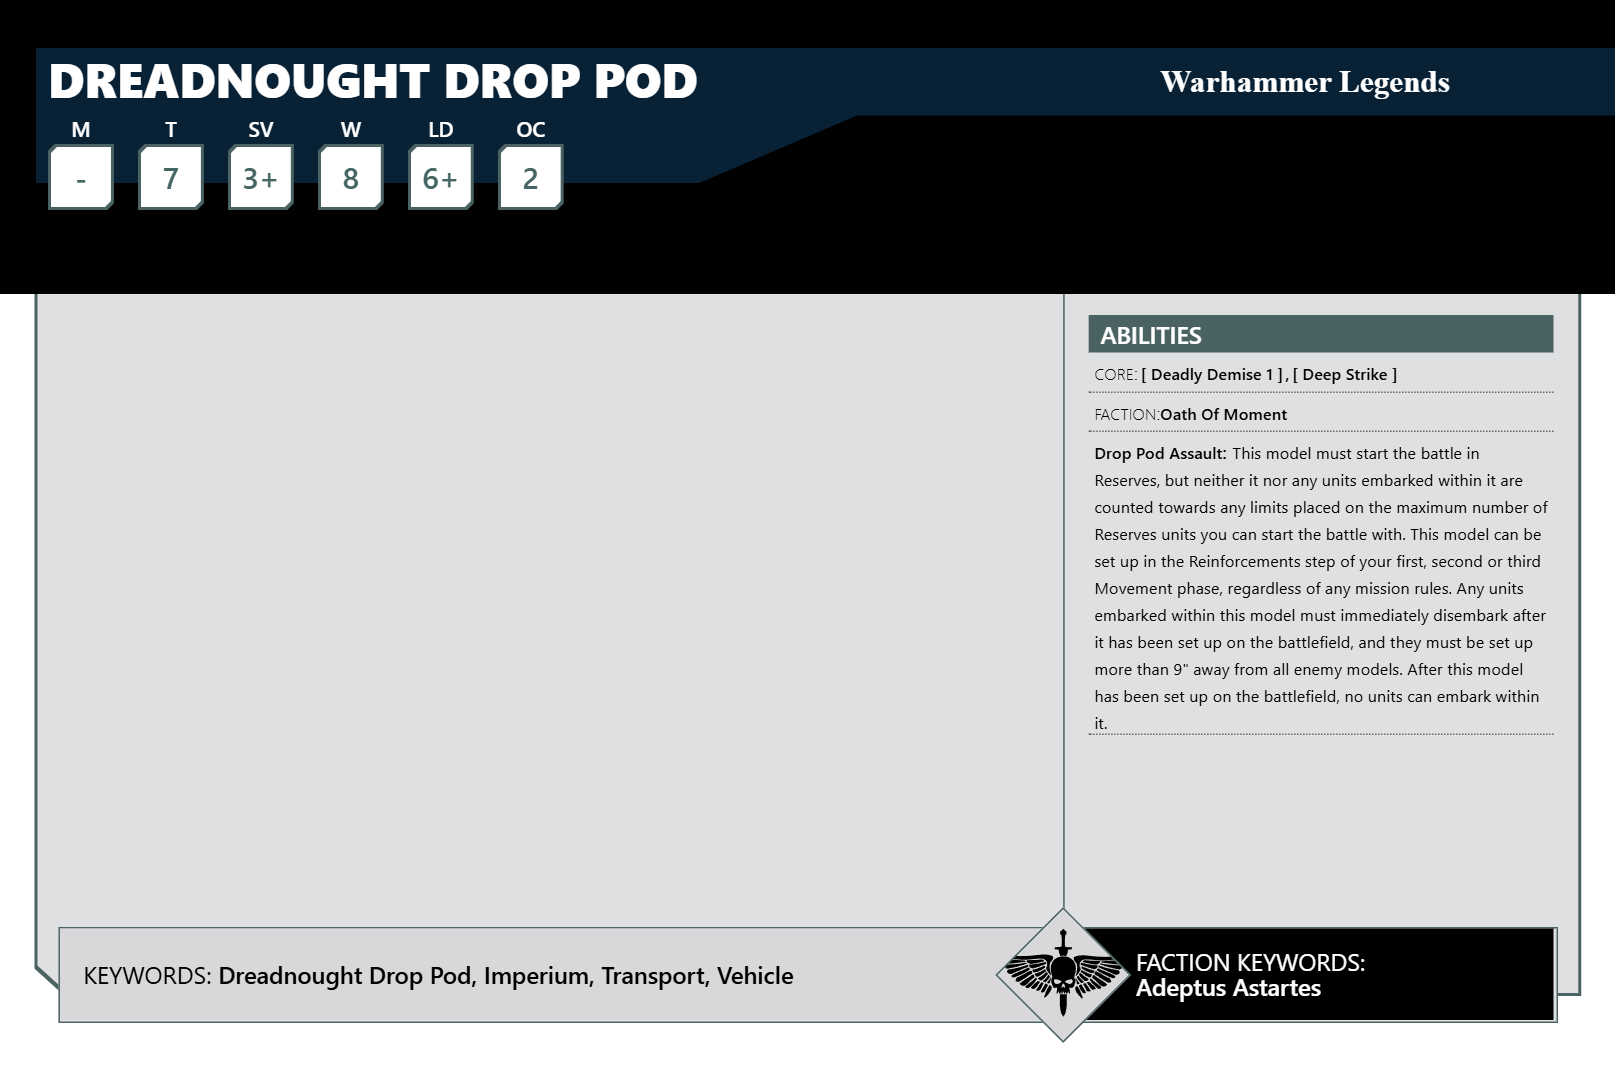 DREADNOUGHT DROP POD
Warhammer Legends
M T SV W LD OC
- 7 3+ 8 6+ 2
ABILITIES
CORE: [ Deadly Demise 1 ] , [ Deep Strike ]
FACTION:Oath Of Moment
Drop Pod Assault: This model must start the battle in
Reserves, but neither it nor any units embarked within it are
counted towards any limits placed on the maximum number of
Reserves units you can start the battle with. This model can be
set up in the Reinforcements step of your first, second or third
Movement phase, regardless of any mission rules. Any units
embarked within this model must immediately disembark after
it has been set up on the battlefield, and they must be set up
more than 9" away from all enemy models. After this model
has been set up on the battlefield, no units can embark within
it.
KEYWORDS: Dreadnought Drop Pod, Imperium, Transport, Vehicle
FACTION KEYWORDS:
Adeptus Astartes